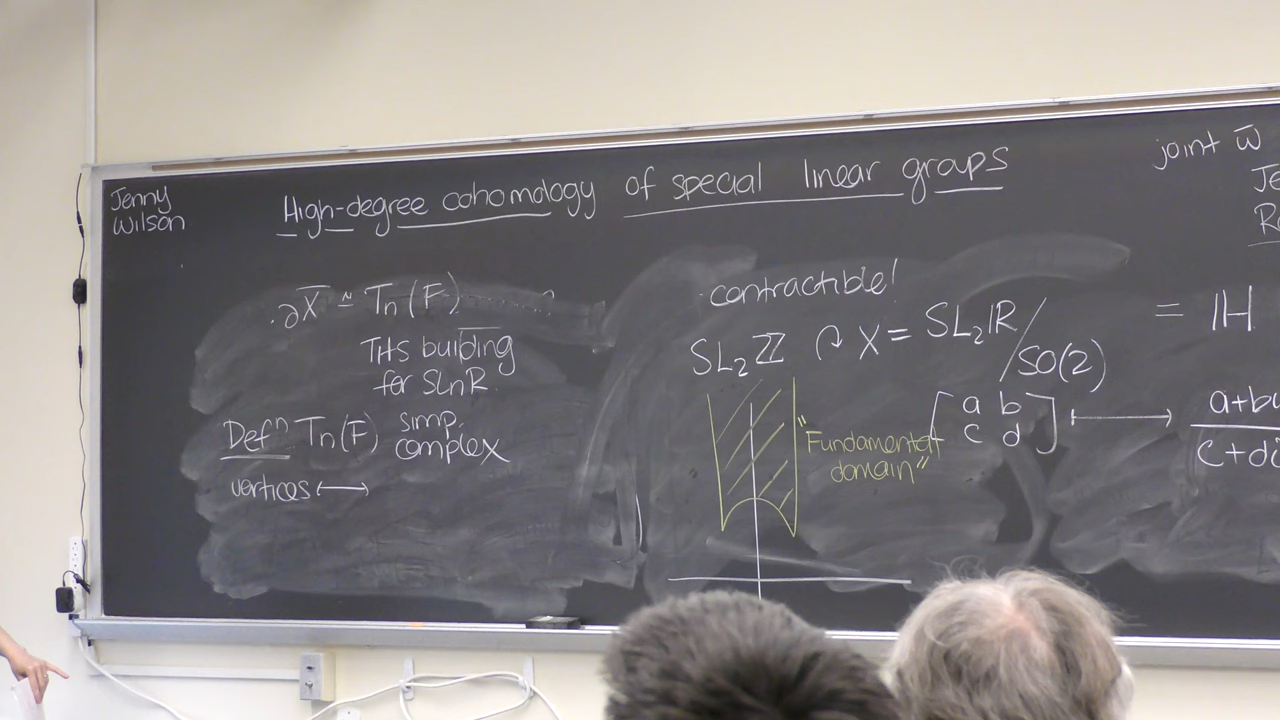 Jenny
Wilson
High-degree cohomology of special linear groups
joint w̄
Je
∂X̄ ~ Tn(F)
Tits building
for SLnR
Defⁿ Tn(F) simp. complex
vertices ⟷
contractible!
SL₂ℤ ↷ X = SL₂ℝ/SO(2) = ℍ
"Fundamental
domain"
[a b
c d] ⟼
a+b
c+d